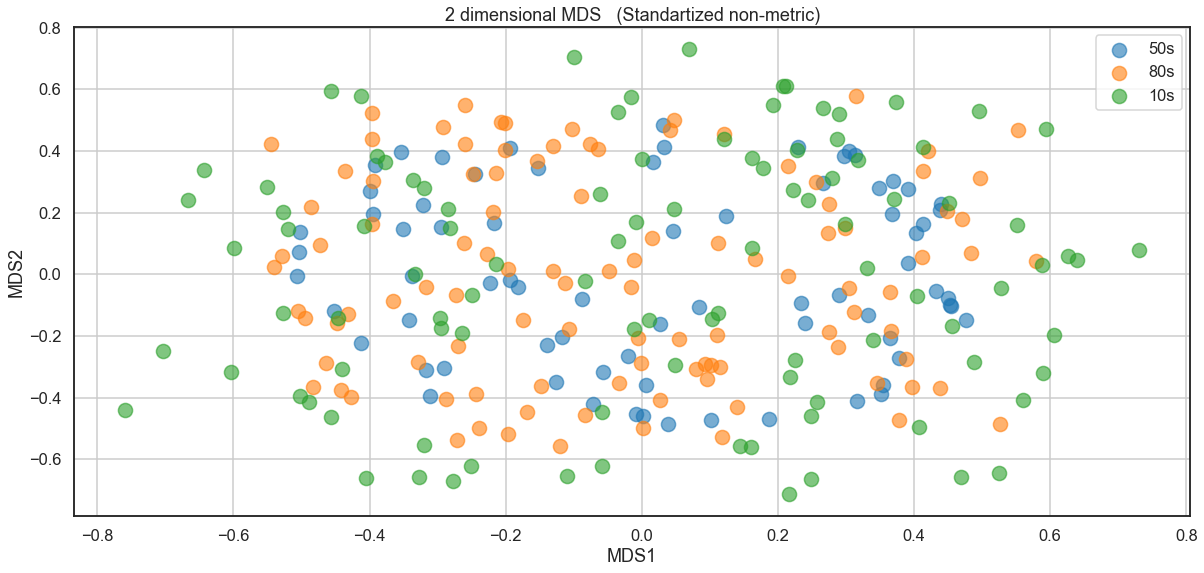 2 dimensional MDS   (Standartized non-metric)
50s
80s
10s
0.8
0.6
0.4
0.2
0.0
−0.2
−0.4
−0.6
MDS2
−0.8 −0.6 −0.4 −0.2 0.0 0.2 0.4 0.6 0.8
MDS1